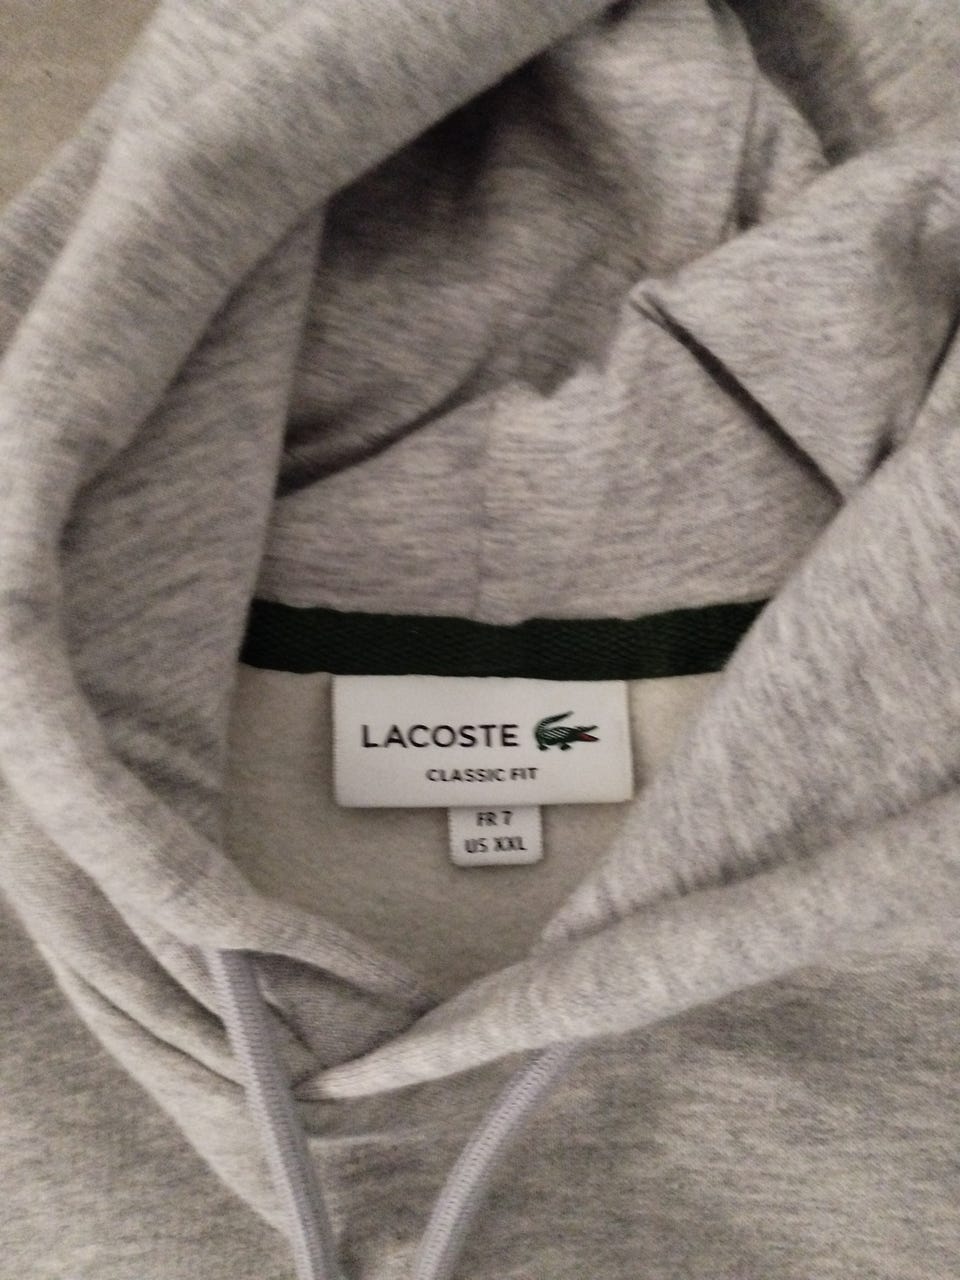 LACOSTE
CLASSIC FIT
FR 7
US XXL